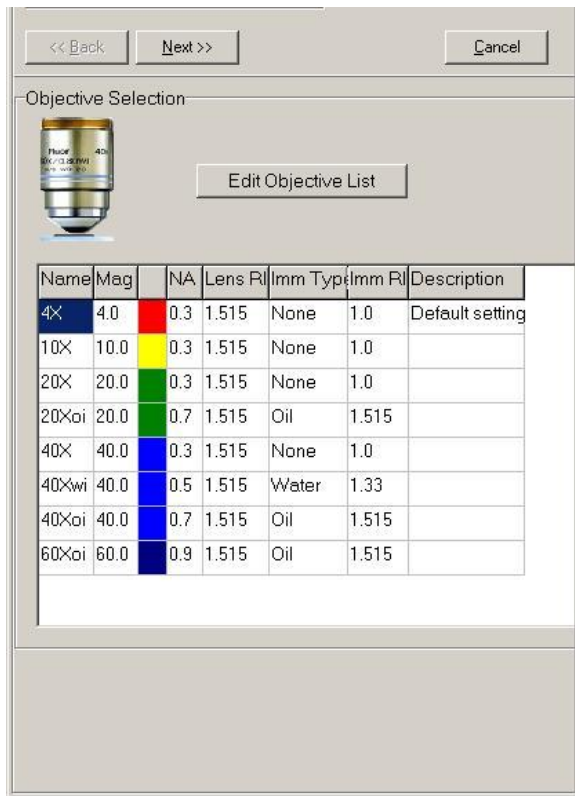 << Back Next >> Cancel
Objective Selection
Fluor 40x
Edit Objective List
Name Mag NA Lens RI Imm Type Imm RI Description
4X 4.0 0.3 1.515 None 1.0 Default setting
10X 10.0 0.3 1.515 None 1.0
20X 20.0 0.3 1.515 None 1.0
20Xoi 20.0 0.7 1.515 Oil 1.515
40X 40.0 0.3 1.515 None 1.0
40Xwi 40.0 0.5 1.515 Water 1.33
40Xoi 40.0 0.7 1.515 Oil 1.515
60Xoi 60.0 0.9 1.515 Oil 1.515